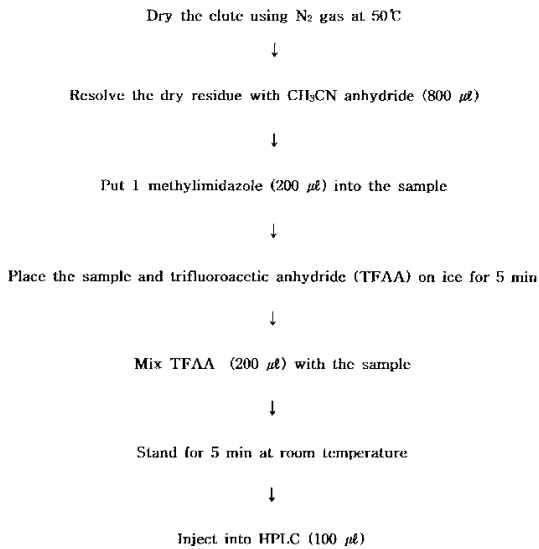 Dry the elute using N₂ gas at 50℃
↓
Resolve the dry residue with CH₃CN anhydride (800 µℓ)
↓
Put 1 methylimidazole (200 µℓ) into the sample
↓
Place the sample and trifluoroacetic anhydride (TFAA) on ice for 5 min
↓
Mix TFAA (200 µℓ) with the sample
↓
Stand for 5 min at room temperature
↓
Inject into HPLC (100 µℓ)